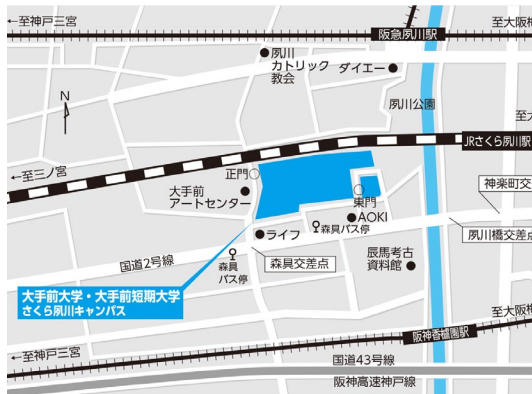 ←至神戸三宮
阪急夙川駅
至大阪梅
夙川
カトリック
教会
ダイエー
N
夙川公園
至大
JRさくら夙川駅
←至三ノ宮
正門
大手前
アートセンター
東門
AOKI
神楽町交
ライフ
森具バス停
夙川橋交差点
国道2号線
森具
バス停
森具交差点
辰馬考古
資料館
大手前大学・大手前短期大学
さくら夙川キャンパス
至大阪梅
阪神香櫨園駅
←至神戸三宮
国道43号線
阪神高速神戸線